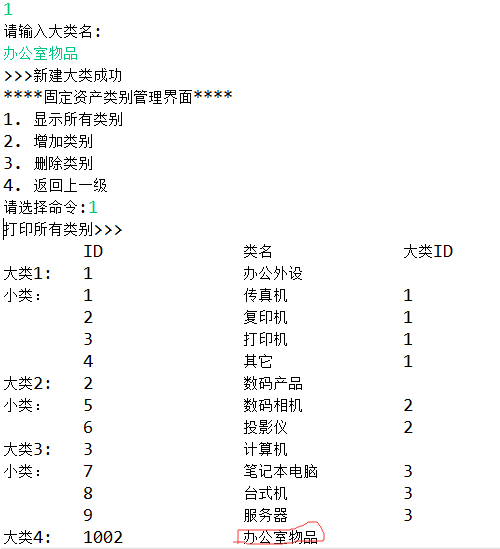 1
请输入大类名:
办公室物品
>>>新建大类成功
****固定资产类别管理界面****
1. 显示所有类别
2. 增加类别
3. 删除类别
4. 返回上一级
请选择命令:1
打印所有类别>>>
ID 类名 大类ID
大类1: 1 办公外设
小类: 1 传真机 1
2 复印机 1
3 打印机 1
4 其它 1
大类2: 2 数码产品
小类: 5 数码相机 2
6 投影仪 2
大类3: 3 计算机
小类: 7 笔记本电脑 3
8 台式机 3
9 服务器 3
大类4: 1002 办公室物品